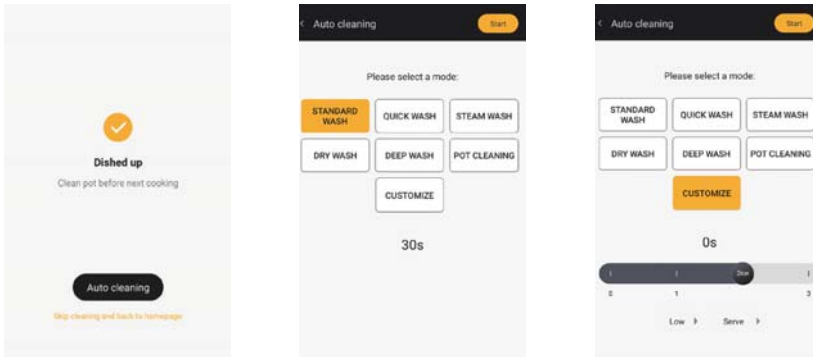 Dished up
Clean pot before next cooking
Auto cleaning
Skip cleaning and back to homepage
Auto cleaning
Start
Please select a mode:
STANDARD
WASH
QUICK WASH
STEAM WASH
DRY WASH
DEEP WASH
POT CLEANING
CUSTOMIZE
30s
Auto cleaning
Start
Please select a mode:
STANDARD
WASH
QUICK WASH
STEAM WASH
DRY WASH
DEEP WASH
POT CLEANING
CUSTOMIZE
0s
0 1 3
Low Serve